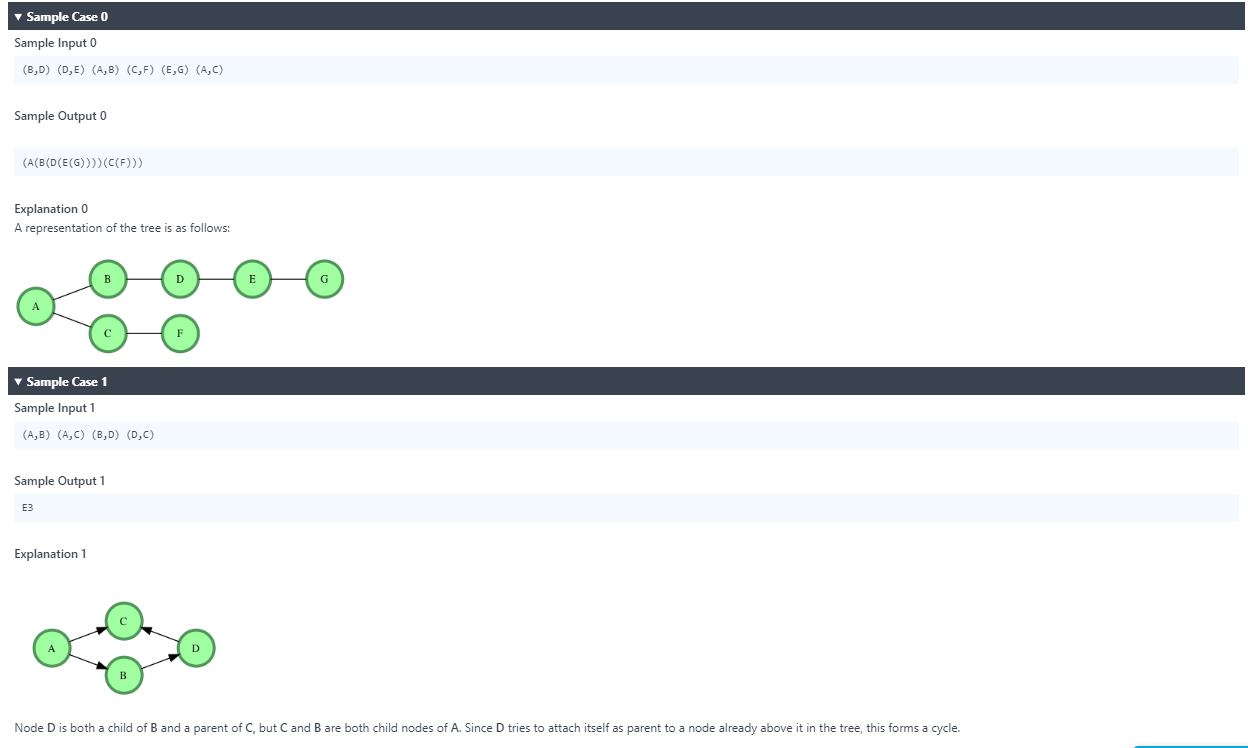 ▼ Sample Case 0
Sample Input 0
(B,D) (D,E) (A,B) (C,F) (E,G) (A,C)
Sample Output 0
(A(B(D(E(G))))(C(F)))
Explanation 0
A representation of the tree is as follows:
B D E G
A
C F
▼ Sample Case 1
Sample Input 1
(A,B) (A,C) (B,D) (D,C)
Sample Output 1
E3
Explanation 1
C
A D
B
Node D is both a child of B and a parent of C, but C and B are both child nodes of A. Since D tries to attach itself as parent to a node already above it in the tree, this forms a cycle.